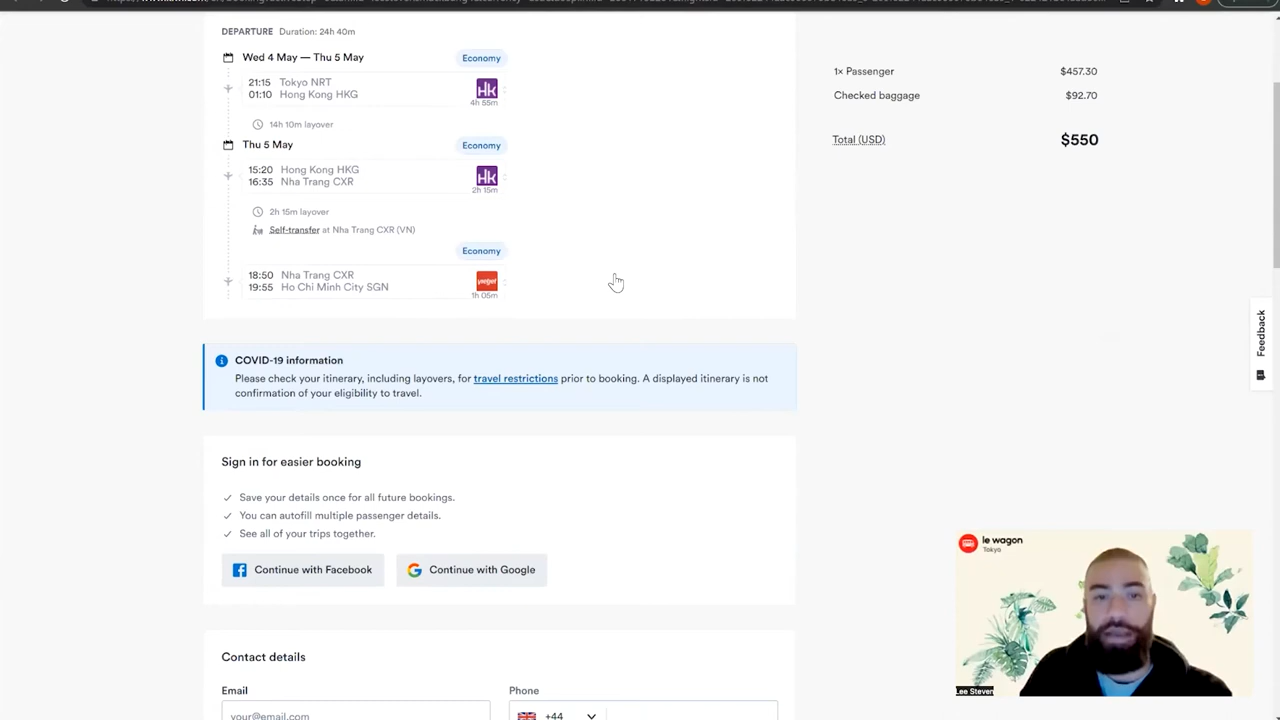 DEPARTURE Duration: 24h 40m
Wed 4 May — Thu 5 May
Economy
21:15 Tokyo NRT
01:10 Hong Kong HKG
Hk
4h 55m
14h 10m layover
Thu 5 May
Economy
15:20 Hong Kong HKG
16:35 Nha Trang CXR
Hk
2h 15m
2h 15m layover
Self-transfer at Nha Trang CXR (VN)
Economy
18:50 Nha Trang CXR
19:55 Ho Chi Minh City SGN
vietjet
1h 05m
1× Passenger $457.30
Checked baggage $92.70
Total (USD) $550
Feedback
COVID-19 information
Please check your itinerary, including layovers, for travel restrictions prior to booking. A displayed itinerary is not
confirmation of your eligibility to travel.
Sign in for easier booking
Save your details once for all future bookings.
You can autofill multiple passenger details.
See all of your trips together.
Continue with Facebook
Continue with Google
Contact details
Email
Phone
your@email.com
+44
le wagon
Tokyo
Lee Steven